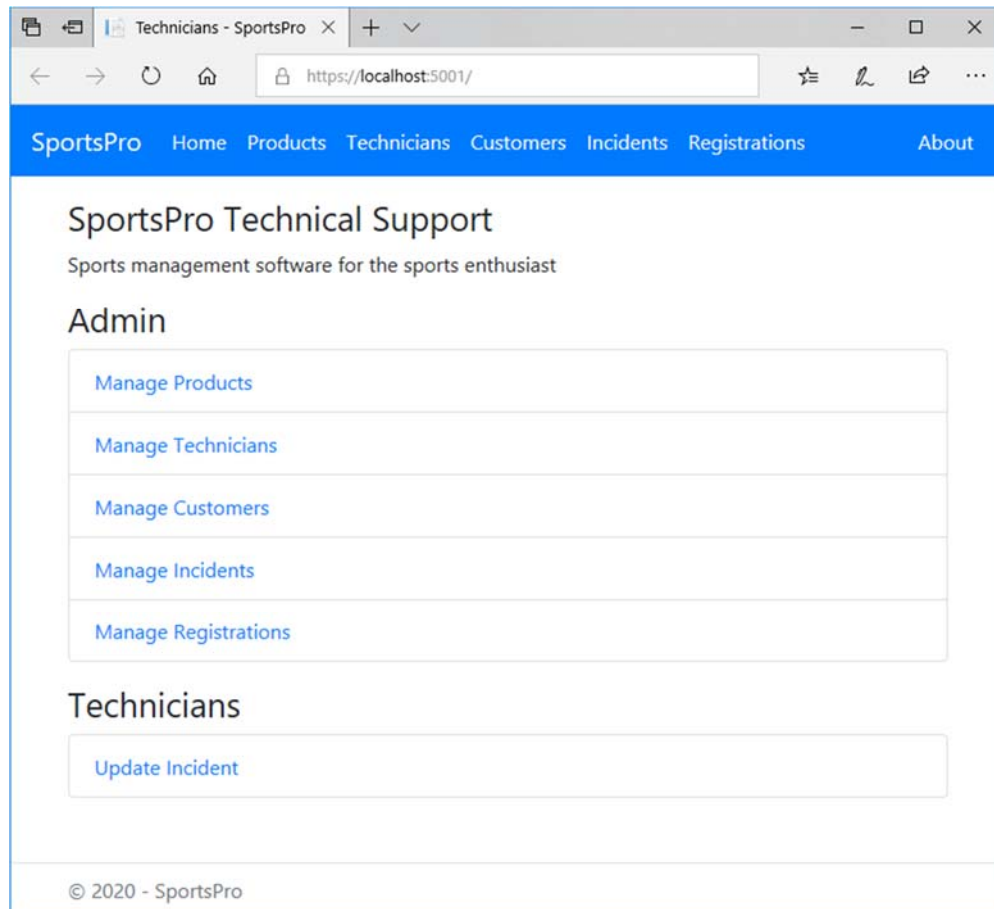 Technicians - SportsPro
https://localhost:5001/
SportsPro Home Products Technicians Customers Incidents Registrations About
SportsPro Technical Support
Sports management software for the sports enthusiast
Admin
Manage Products
Manage Technicians
Manage Customers
Manage Incidents
Manage Registrations
Technicians
Update Incident
© 2020 - SportsPro